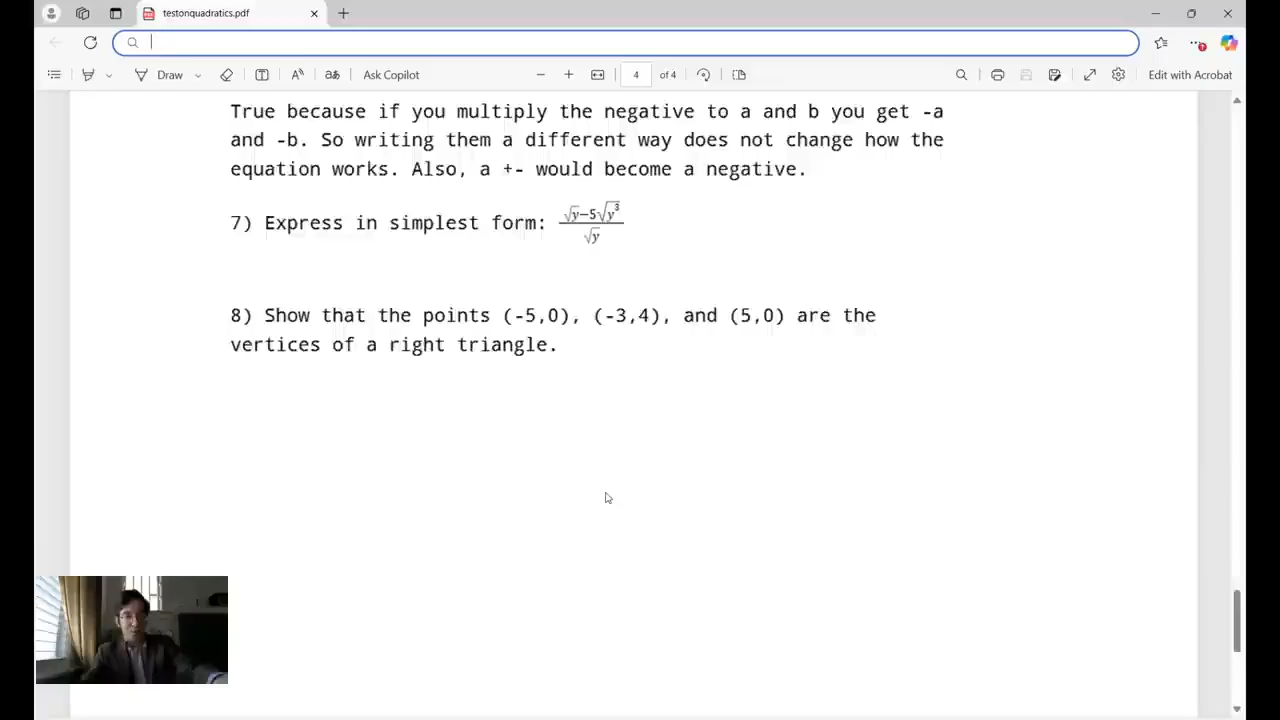 testonquadratics.pdf
Draw
Ask Copilot
4 of 4
Edit with Acrobat
True because if you multiply the negative to a and b you get -a
and -b. So writing them a different way does not change how the
equation works. Also, a +- would become a negative.
7) Express in simplest form: (√y−5√y³)/√y
8) Show that the points (-5,0), (-3,4), and (5,0) are the
vertices of a right triangle.